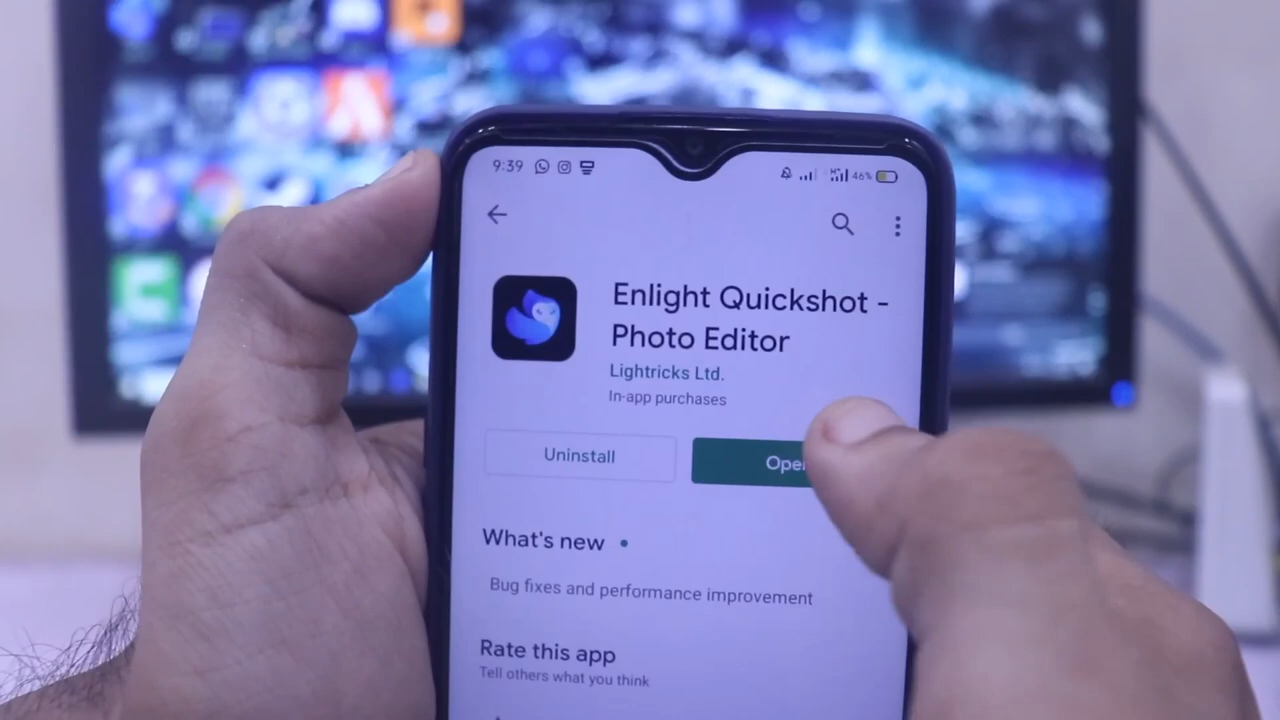 9:39
46%
Enlight Quickshot -
Photo Editor
Lightricks Ltd.
In-app purchases
Uninstall
Open
What's new
Bug fixes and performance improvement
Rate this app
Tell others what you think